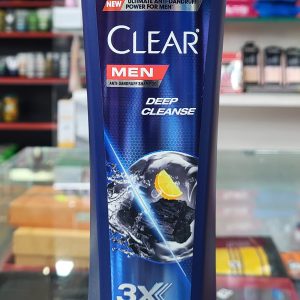 NEW ULTIMATE ANTI-DANDRUFF
POWER FOR MEN
CLEAR
MEN
ANTI-DANDRUFF SHAMPOO
DEEP
CLEANSE
3X